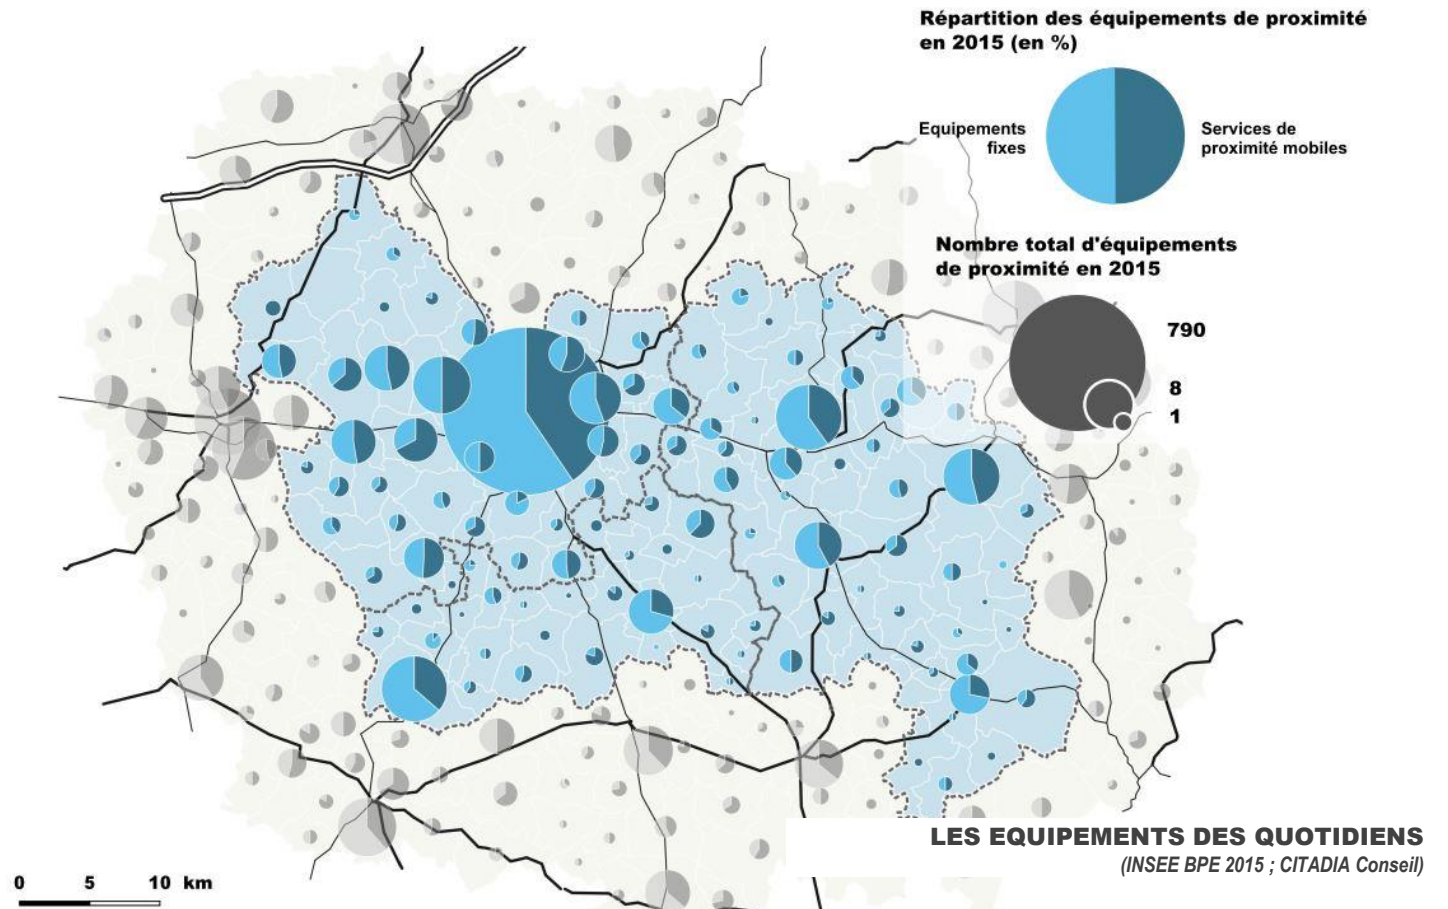 Répartition des équipements de proximité
en 2015 (en %)
Equipements
fixes
Services de
proximité mobiles
Nombre total d'équipements
de proximité en 2015
790
8
1
LES EQUIPEMENTS DES QUOTIDIENS
(INSEE BPE 2015 ; CITADIA Conseil)
0 5 10 km